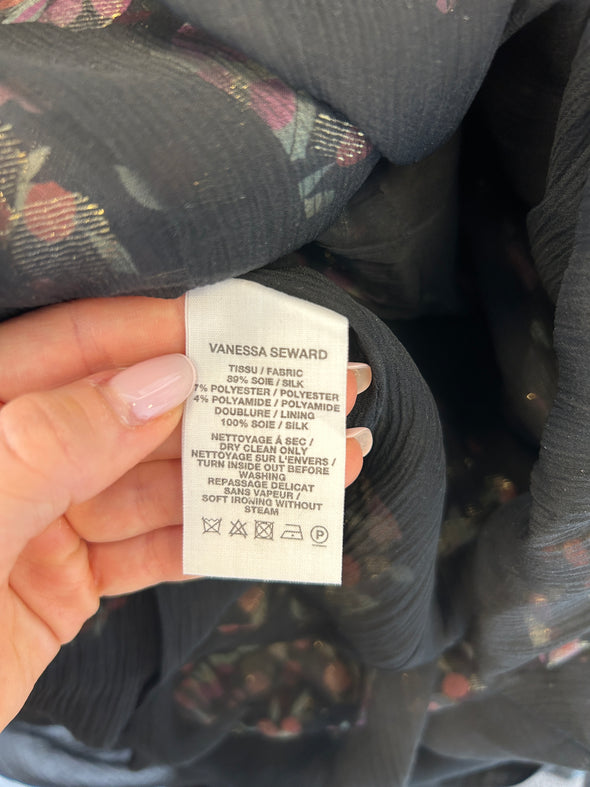 VANESSA SEWARD
TISSU / FABRIC
89% SOIE / SILK
7% POLYESTER / POLYESTER
4% POLYAMIDE / POLYAMIDE
DOUBLURE / LINING
100% SOIE / SILK
NETTOYAGE À SEC /
DRY CLEAN ONLY
NETTOYAGE SUR L'ENVERS /
TURN INSIDE OUT BEFORE
WASHING
REPASSAGE DELICAT
SANS VAPEUR /
SOFT IRONING WITHOUT
STEAM
P